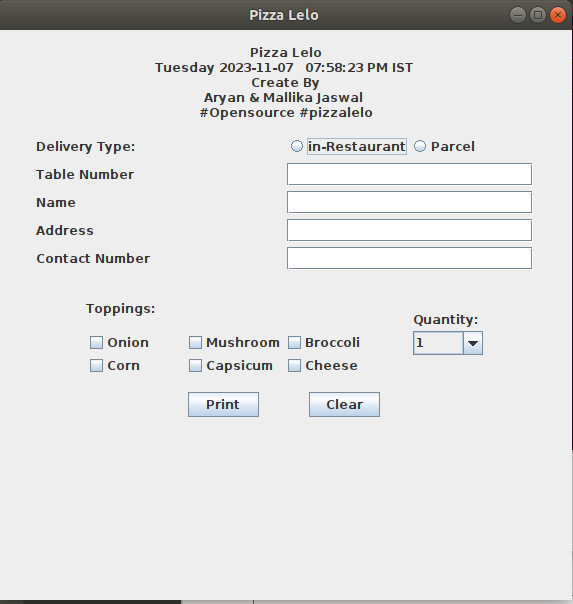 Pizza Lelo
Pizza Lelo
Tuesday 2023-11-07   07:58:23 PM IST
Create By
Aryan & Mallika Jaswal
#Opensource #pizzalelo
Delivery Type: in-Restaurant Parcel
Table Number
Name
Address
Contact Number
Toppings:
Quantity:
Onion Mushroom Broccoli 1
Corn Capsicum Cheese
Print Clear